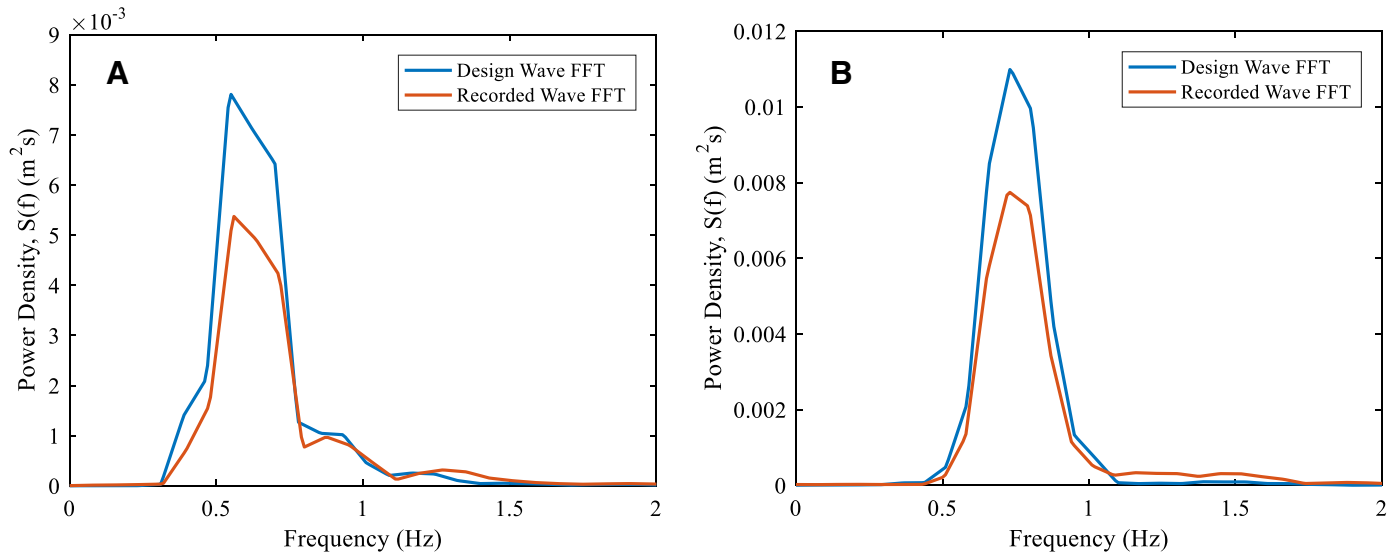 ×10⁻³
A
Design Wave FFT
Recorded Wave FFT
Power Density, S(f) (m²s)
9
8
7
6
5
4
3
2
1
0
0 0.5 1 1.5 2
Frequency (Hz)
B
Design Wave FFT
Recorded Wave FFT
Power Density, S(f) (m²s)
0.012
0.01
0.008
0.006
0.004
0.002
0
0 0.5 1 1.5 2
Frequency (Hz)